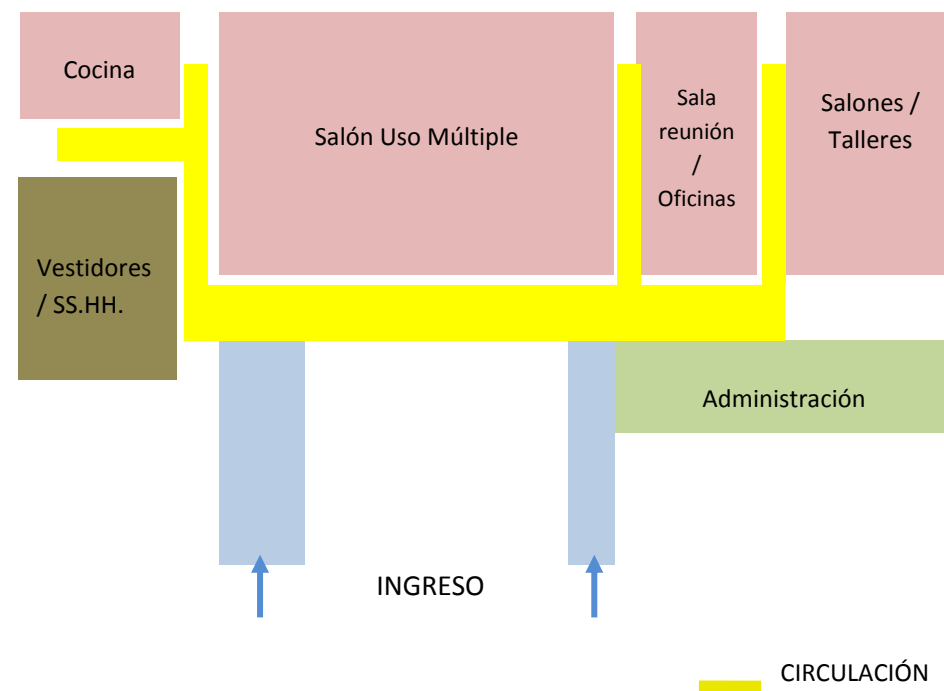 Cocina
Salón Uso Múltiple
Sala
reunión
/
Oficinas
Salones /
Talleres
Vestidores
/ SS.HH.
Administración
INGRESO
CIRCULACIÓN